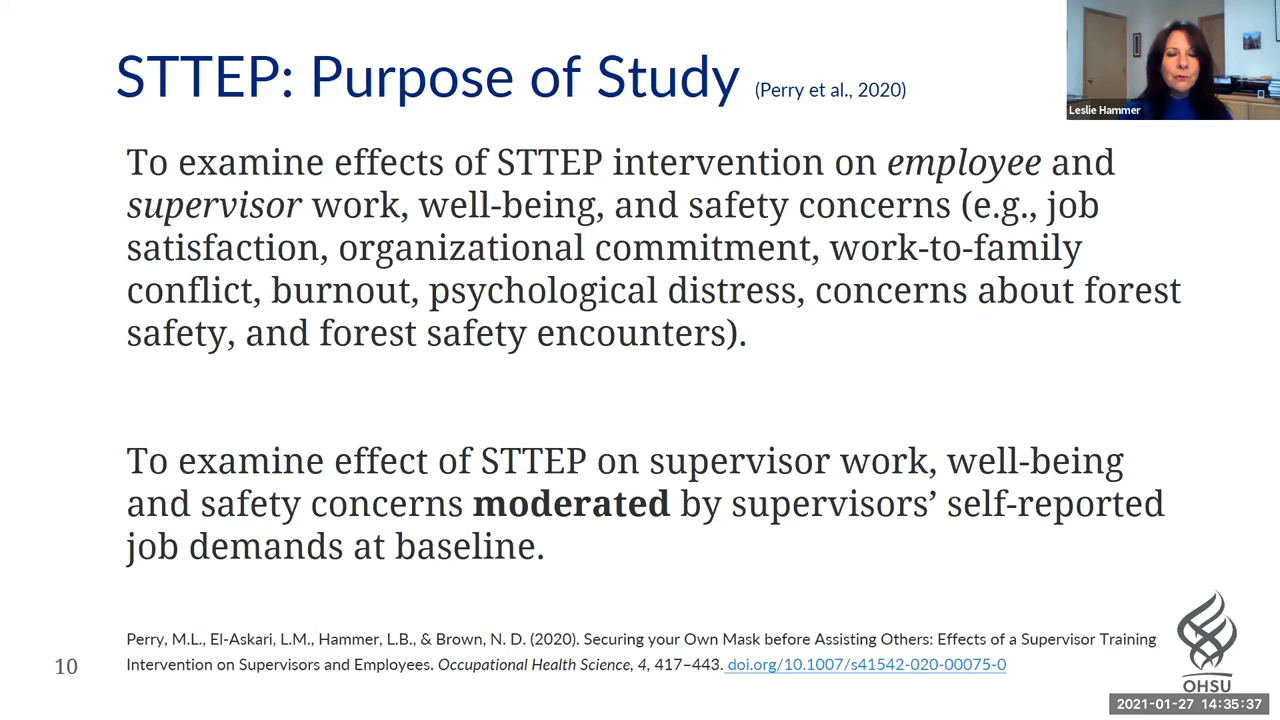 STTEP: Purpose of Study (Perry et al., 2020)
Leslie Hammer
To examine effects of STTEP intervention on employee and
supervisor work, well-being, and safety concerns (e.g., job
satisfaction, organizational commitment, work-to-family
conflict, burnout, psychological distress, concerns about forest
safety, and forest safety encounters).
To examine effect of STTEP on supervisor work, well-being
and safety concerns moderated by supervisors’ self-reported
job demands at baseline.
Perry, M.L., El-Askari, L.M., Hammer, L.B., & Brown, N. D. (2020). Securing your Own Mask before Assisting Others: Effects of a Supervisor Training
Intervention on Supervisors and Employees. Occupational Health Science, 4, 417–443. doi.org/10.1007/s41542-020-00075-0
10
OHSU
2021-01-27 14:35:37